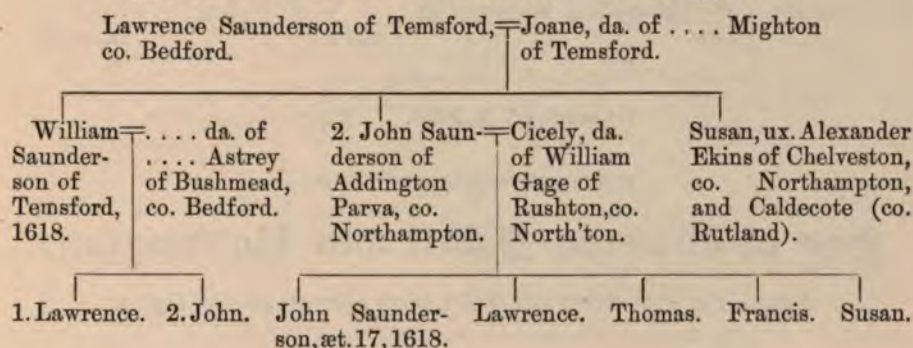 Lawrence Saunderson of Temsford,
co. Bedford.
Joane, da. of . . . . Mighton
of Temsford.
William
Saunder-
son of
Temsford,
1618.
. . . . da. of
. . . . Astrey
of Bushmead,
co. Bedford.
2. John Saun-
derson of
Addington
Parva, co.
Northampton.
Cicely, da.
of William
Gage of
Rushton, co.
North'ton.
Susan, ux. Alexander
Ekins of Chelveston,
co. Northampton,
and Caldecote (co.
Rutland).
1. Lawrence.
2. John.
John Saunder-
son, æt. 17, 1618.
Lawrence.
Thomas.
Francis.
Susan.